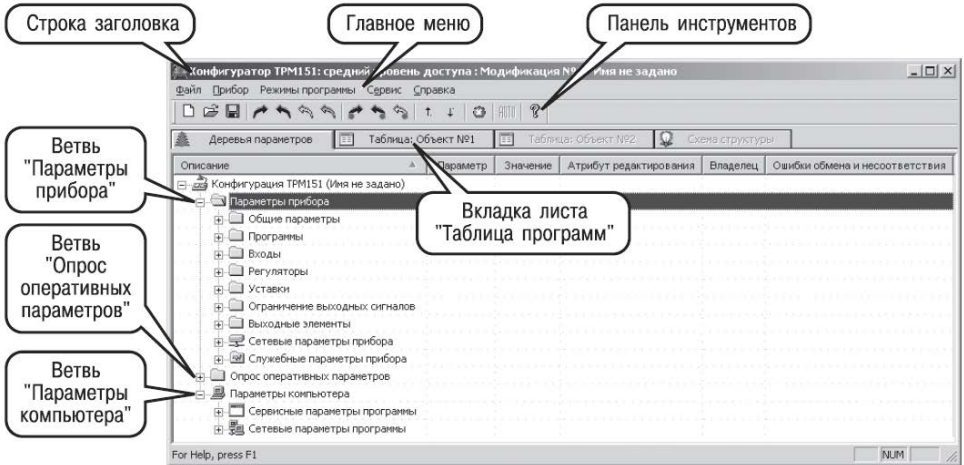 Строка заголовка
Главное меню
Панель инструментов
Конфигуратор ТРМ151: средний уровень доступа : Модификация № Имя не задано
Файл Прибор Режимы программы Сервис Справка
AUTO
Деревья параметров Таблица: Объект №1 Таблица: Объект №2 Схема структуры
Описание Параметр Значение Атрибут редактирования Владелец Ошибки обмена и несоответствия
Ветвь
"Параметры
прибора"
Конфигурация ТРМ151 (Имя не задано)
Параметры прибора
Общие параметры
Программы
Входы
Регуляторы
Уставки
Ограничение выходных сигналов
Выходные элементы
Сетевые параметры прибора
Служебные параметры прибора
Опрос оперативных параметров
Параметры компьютера
Сервисные параметры программы
Сетевые параметры программы
Вкладка листа
"Таблица программ"
Ветвь
"Опрос
оперативных
параметров"
Ветвь
"Параметры
компьютера"
For Help, press F1
NUM